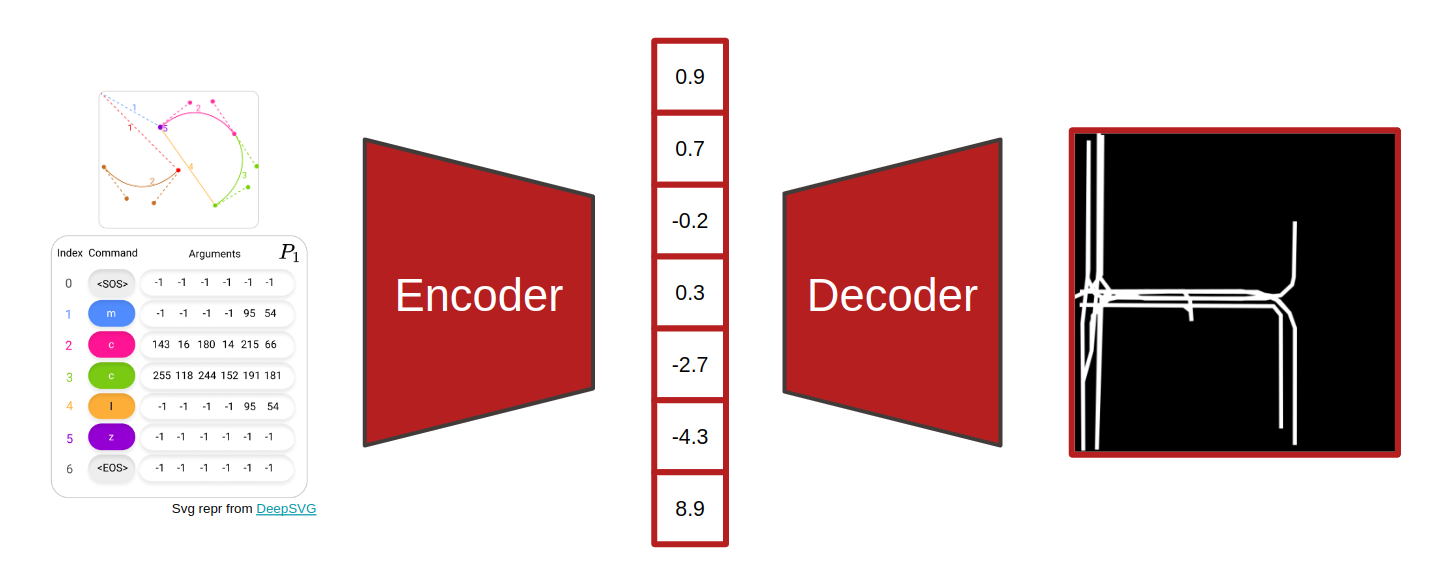 1
2
5
1
4
2
3
Index Command Arguments P1
0 <SOS> -1 -1 -1 -1 -1 -1
1 m -1 -1 -1 -1 95 54
2 c 143 16 180 14 215 66
3 c 255 118 244 152 191 181
4 l -1 -1 -1 -1 95 54
5 z -1 -1 -1 -1 -1 -1
6 <EOS> -1 -1 -1 -1 -1 -1
Svg repr from DeepSVG
Encoder
0.9
0.7
-0.2
0.3
-2.7
-4.3
8.9
Decoder